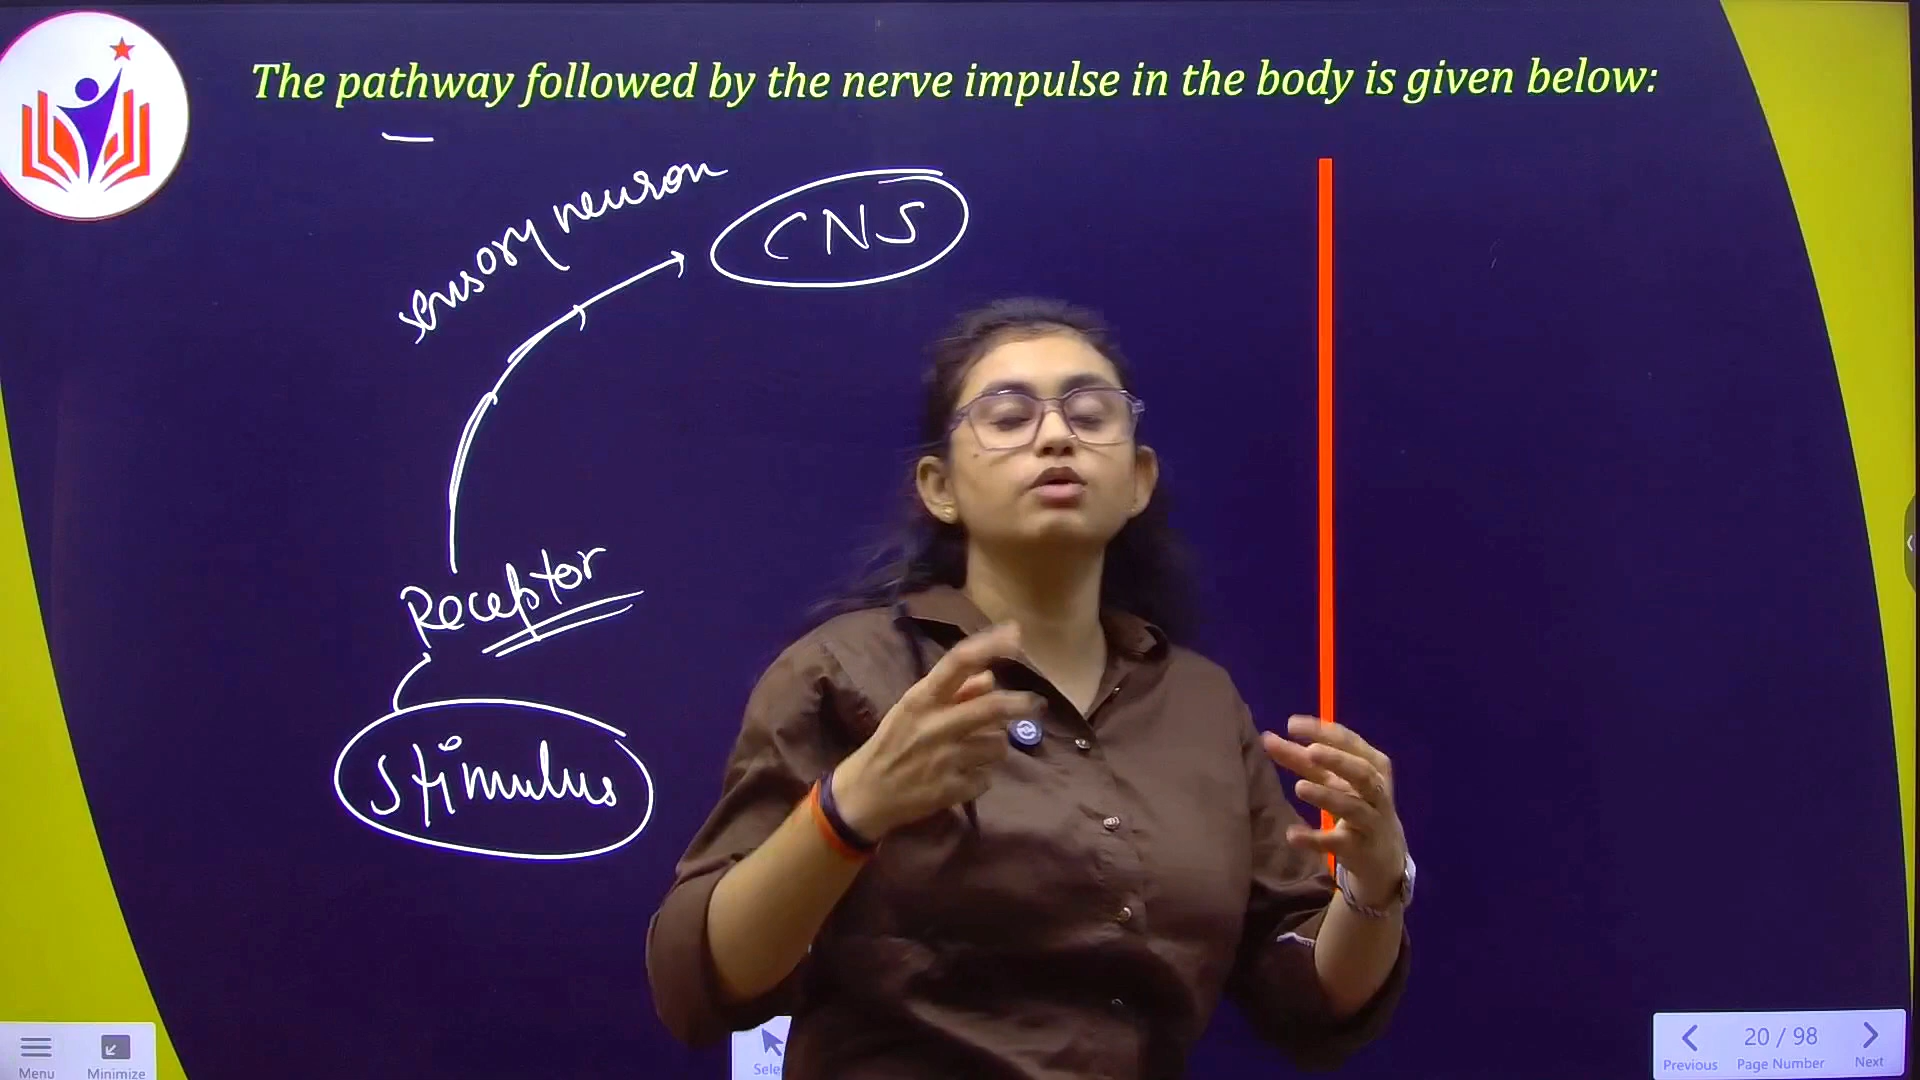 The pathway followed by the nerve impulse in the body is given below:
sensory neuron
CNS
Receptor
Stimulus
Menu
Minimize
20 / 98
Previous
Page Number
Next